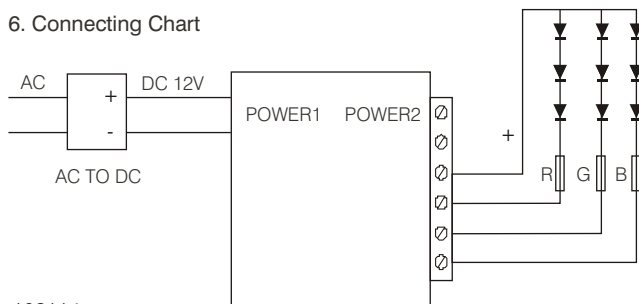 6. Connecting Chart
AC
DC 12V
+
-
POWER1 POWER2
+
AC TO DC
R G B